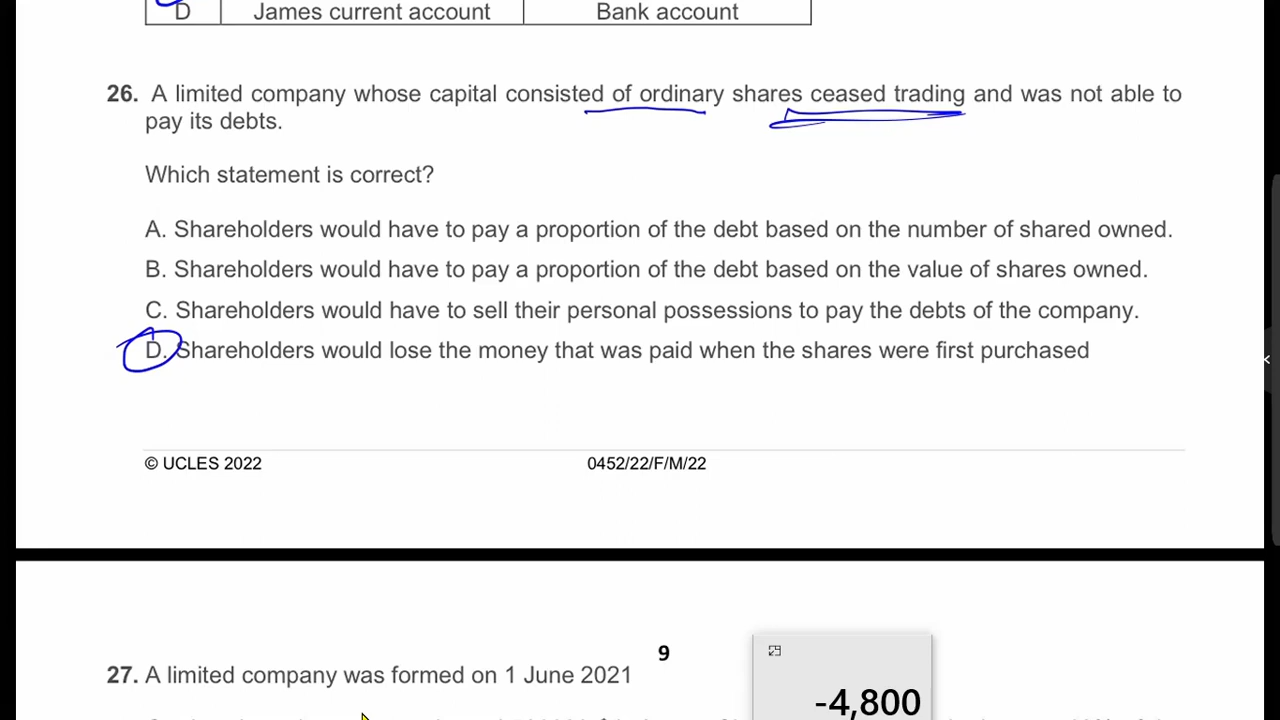 D James current account Bank account
26. A limited company whose capital consisted of ordinary shares ceased trading and was not able to
pay its debts.
Which statement is correct?
A. Shareholders would have to pay a proportion of the debt based on the number of shared owned.
B. Shareholders would have to pay a proportion of the debt based on the value of shares owned.
C. Shareholders would have to sell their personal possessions to pay the debts of the company.
D. Shareholders would lose the money that was paid when the shares were first purchased
© UCLES 2022 0452/22/F/M/22
9
27. A limited company was formed on 1 June 2021
-4,800